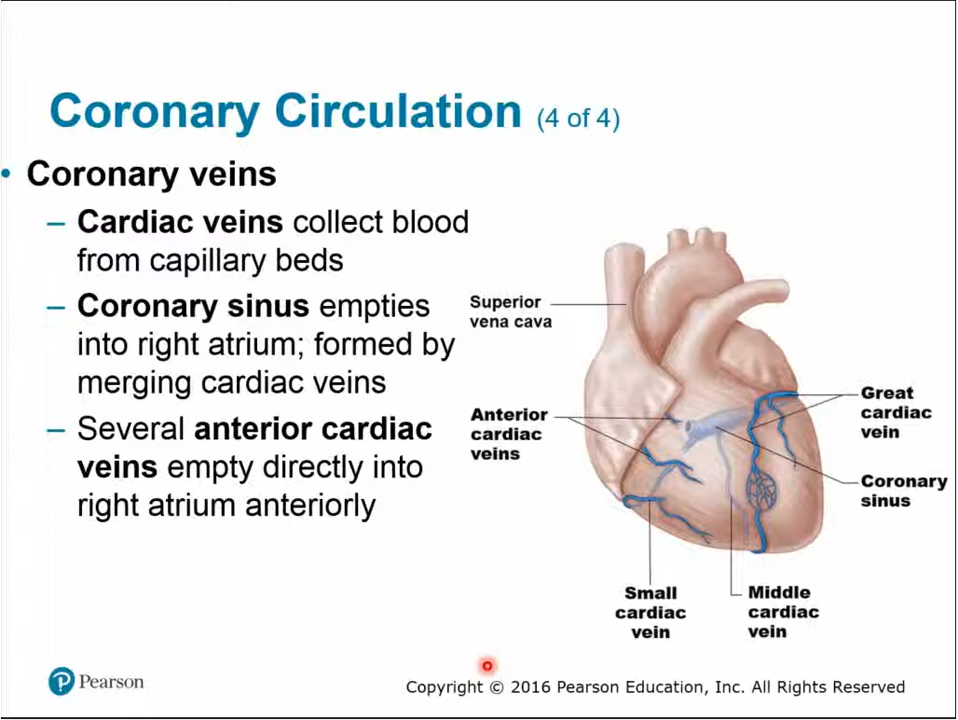 Coronary Circulation (4 of 4)
• Coronary veins
– Cardiac veins collect blood
from capillary beds
– Coronary sinus empties
into right atrium; formed by
merging cardiac veins
– Several anterior cardiac
veins empty directly into
right atrium anteriorly
Superior
vena cava
Anterior
cardiac
veins
Great
cardiac
vein
Coronary
sinus
Small
cardiac
vein
Middle
cardiac
vein
P Pearson
Copyright © 2016 Pearson Education, Inc. All Rights Reserved